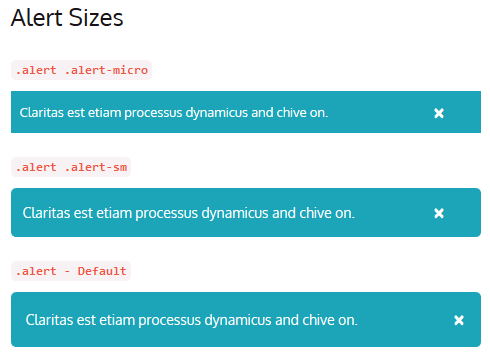 Alert Sizes
.alert .alert-micro
Claritas est etiam processus dynamicus and chive on. ×
.alert .alert-sm
Claritas est etiam processus dynamicus and chive on. ×
.alert - Default
Claritas est etiam processus dynamicus and chive on. ×